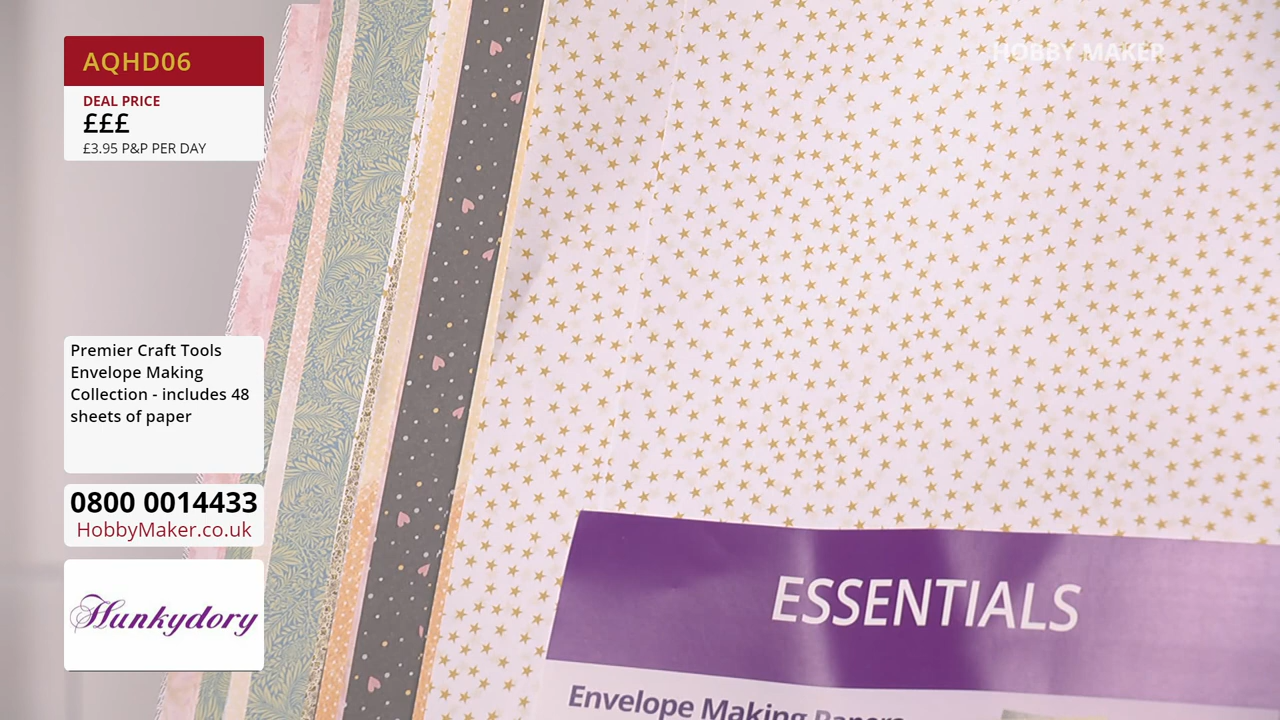 AQHD06
DEAL PRICE
£££
£3.95 P&P PER DAY
HOBBY MAKER
Premier Craft Tools
Envelope Making
Collection - includes 48
sheets of paper
0800 0014433
HobbyMaker.co.uk
Hunkydory
ESSENTIALS
Envelope Making Papers